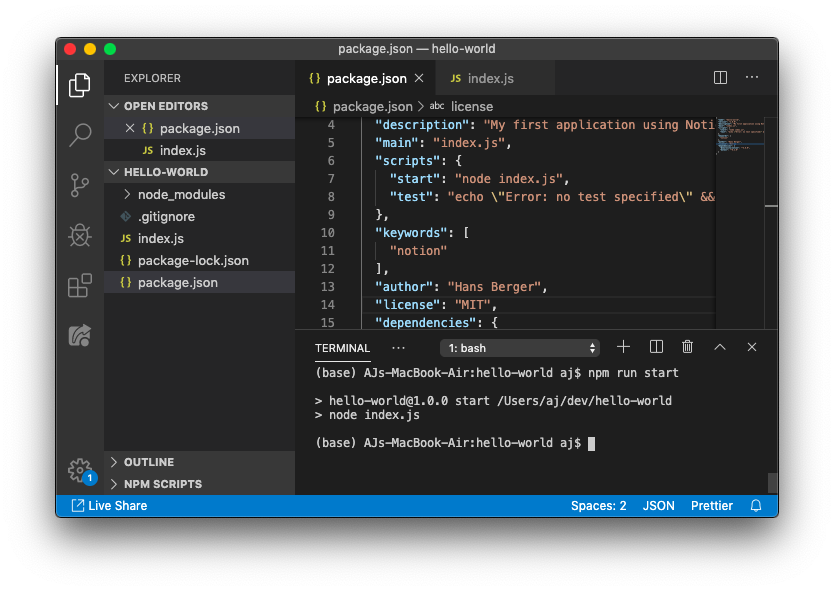 package.json — hello-world
EXPLORER
OPEN EDITORS
{} package.json
JS index.js
HELLO-WORLD
node_modules
.gitignore
JS index.js
{} package-lock.json
{} package.json
OUTLINE
NPM SCRIPTS
{} package.json
JS index.js
{} package.json > abc license
4 "description": "My first application using Noti
5 "main": "index.js",
6 "scripts": {
7 "start": "node index.js",
8 "test": "echo \"Error: no test specified\" &&
9 },
10 "keywords": [
11 "notion"
12 ],
13 "author": "Hans Berger",
14 "license": "MIT",
15 "dependencies": {
TERMINAL ... 1: bash
(base) AJs-MacBook-Air:hello-world aj$ npm run start
> hello-world@1.0.0 start /Users/aj/dev/hello-world
> node index.js
(base) AJs-MacBook-Air:hello-world aj$
1
Live Share Spaces: 2 JSON Prettier